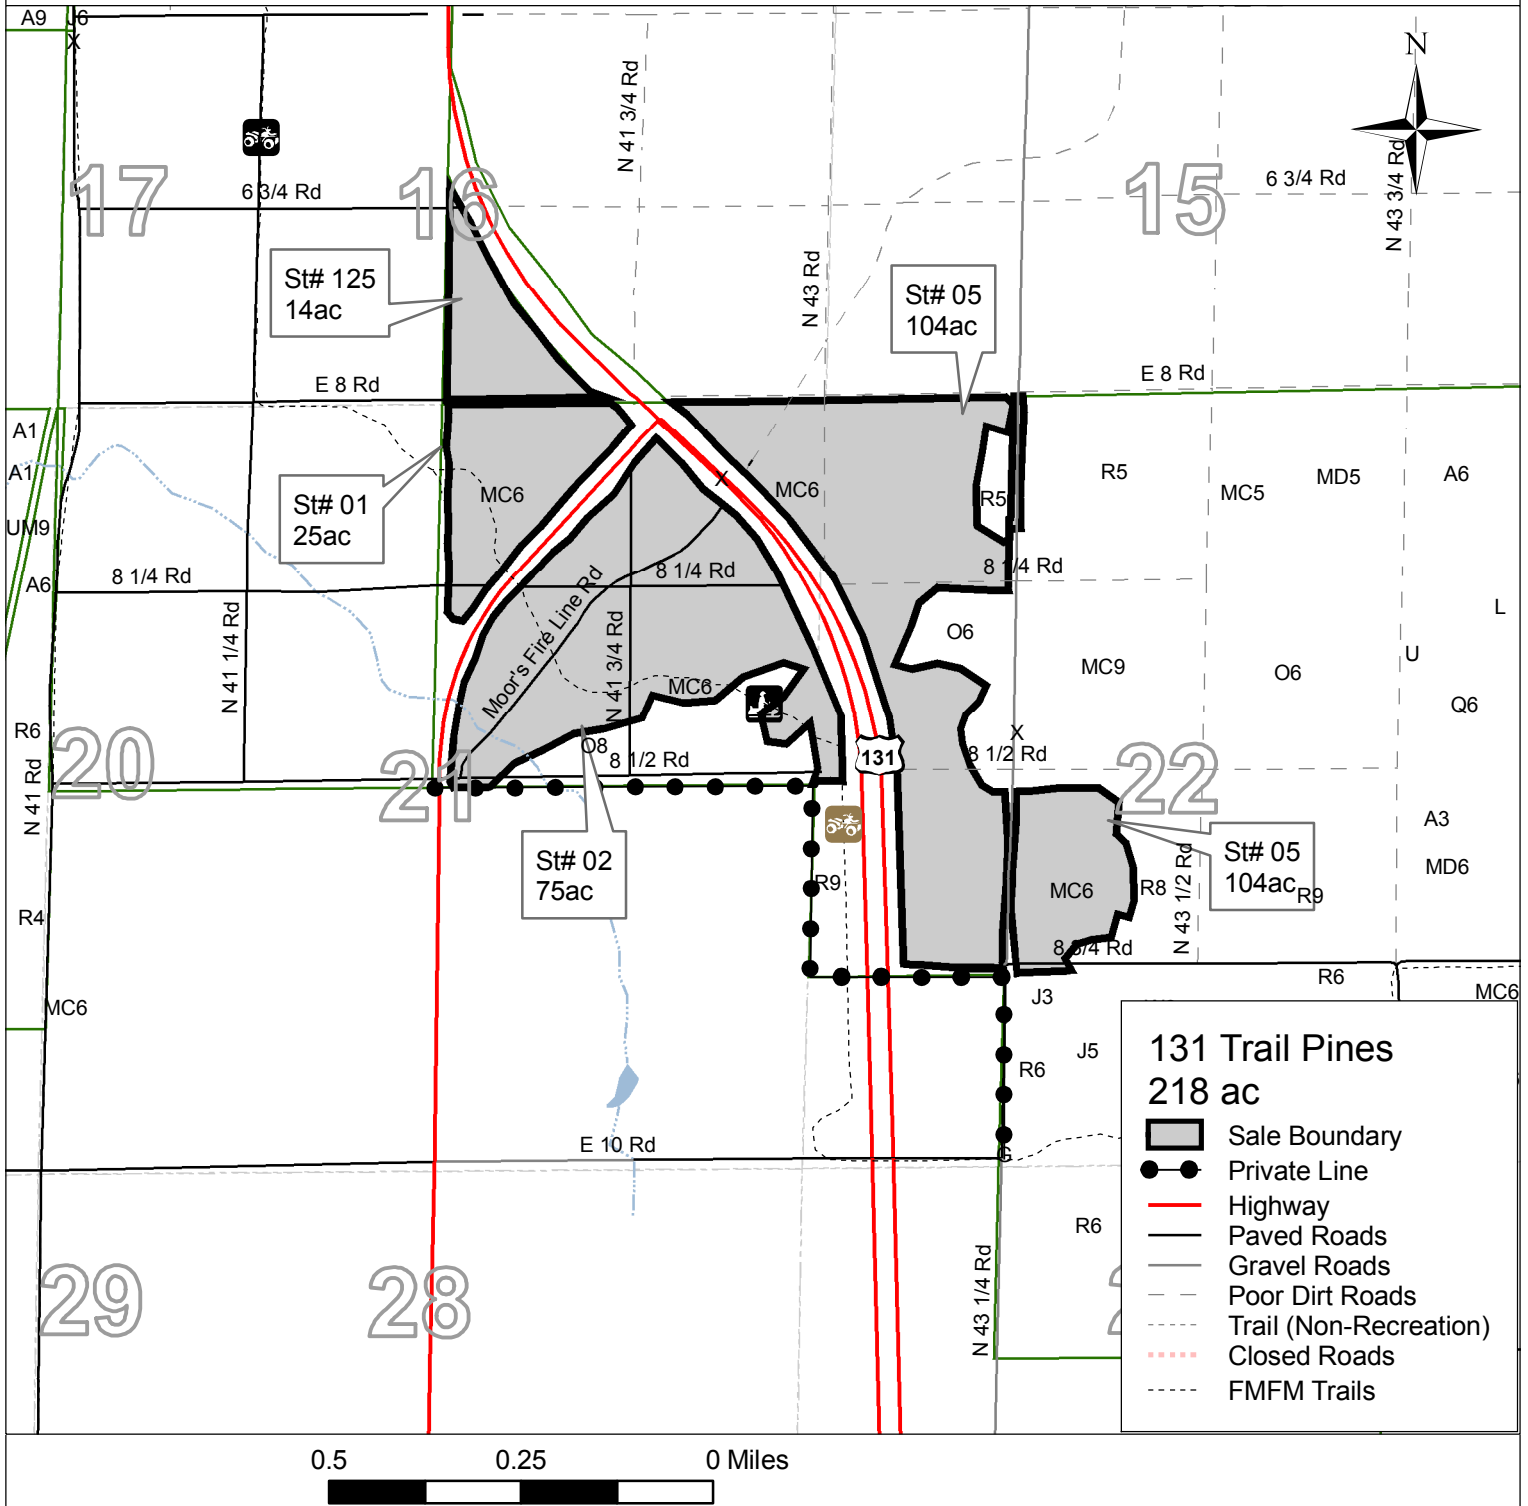 A9 J6
X
N
17
16
15
6 3/4 Rd
N 41 3/4 Rd
6 3/4 Rd
N 43 3/4 Rd
N 43 Rd
St# 125
14ac
St# 05
104ac
E 8 Rd
E 8 Rd
A1
A1
UM9
A6
St# 01
25ac
MC6
X
MC6
R5
R5
MC5
MD5
A6
8 1/4 Rd
8 1/4 Rd
8 1/4 Rd
N 41 1/4 Rd
Moor's Fire Line Rd
N 41 3/4 Rd
MC6
O6
MC9
O6
U
L
Q6
R6
20
N 41 Rd
21
O8
8 1/2 Rd
131
X
8 1/2 Rd
22
A3
MD6
St# 02
75ac
R9
MC6
R8
N 43 1/2 Rd
St# 05
104ac
R9
R4
8 3/4 Rd
MC6
J3
R6
MC6
J5
R6
E 10 Rd
G
R6
N 43 1/4 Rd
29
28
131 Trail Pines
218 ac
Sale Boundary
Private Line
Highway
Paved Roads
Gravel Roads
Poor Dirt Roads
Trail (Non-Recreation)
Closed Roads
FMFM Trails
0.5 0.25 0 Miles